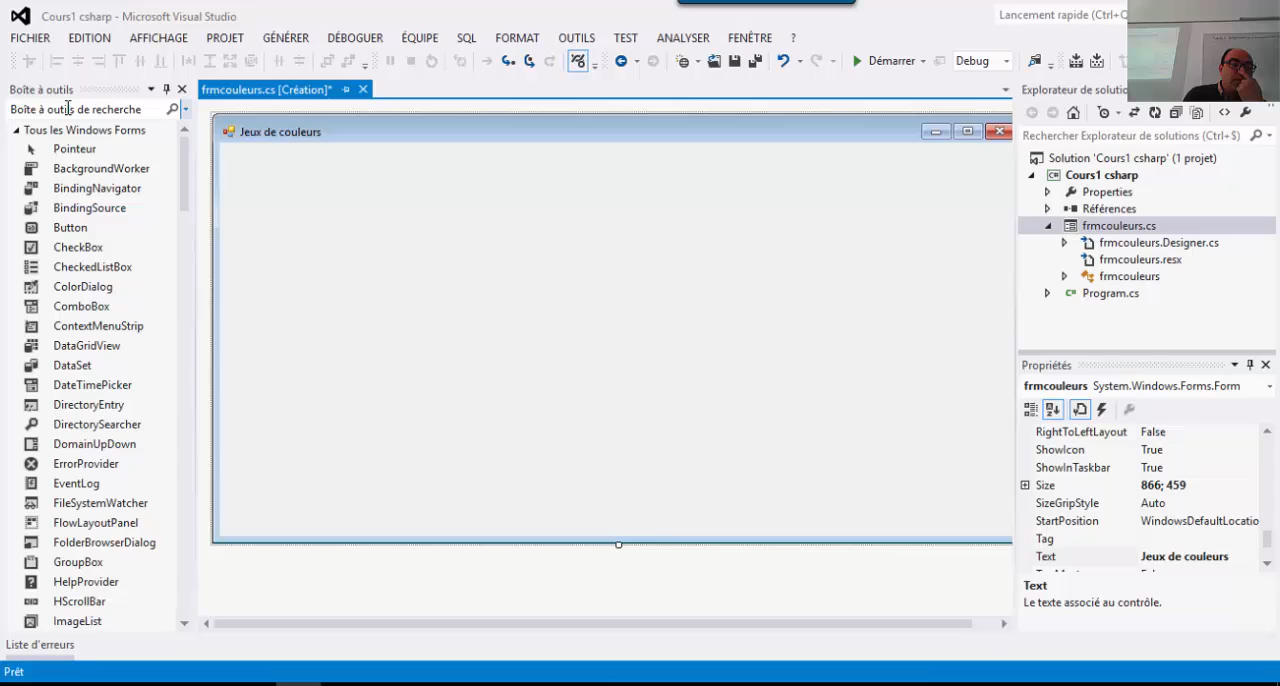 Cours1 csharp - Microsoft Visual Studio
Lancement rapide (Ctrl+Q
FICHIER EDITION AFFICHAGE PROJET GÉNÉRER DÉBOGUER ÉQUIPE SQL FORMAT OUTILS TEST ANALYSER FENÊTRE ?
Démarrer Debug
Boîte à outils
Boîte à outils de recherche
Tous les Windows Forms
Pointeur
BackgroundWorker
BindingNavigator
BindingSource
Button
CheckBox
CheckedListBox
ColorDialog
ComboBox
ContextMenuStrip
DataGridView
DataSet
DateTimePicker
DirectoryEntry
DirectorySearcher
DomainUpDown
ErrorProvider
EventLog
FileSystemWatcher
FlowLayoutPanel
FolderBrowserDialog
GroupBox
HelpProvider
HScrollBar
ImageList
frmcouleurs.cs [Création]*
Jeux de couleurs
Explorateur de soluti
Rechercher Explorateur de solutions (Ctrl+$)
Solution 'Cours1 csharp' (1 projet)
Cours1 csharp
Properties
Références
frmcouleurs.cs
frmcouleurs.Designer.cs
frmcouleurs.resx
frmcouleurs
Program.cs
Propriétés
frmcouleurs System.Windows.Forms.Form
RightToLeftLayout False
ShowIcon True
ShowInTaskbar True
Size 866; 459
SizeGripStyle Auto
StartPosition WindowsDefaultLocatio
Tag
Text Jeux de couleurs
Text
Le texte associé au contrôle.
Liste d'erreurs
Prêt